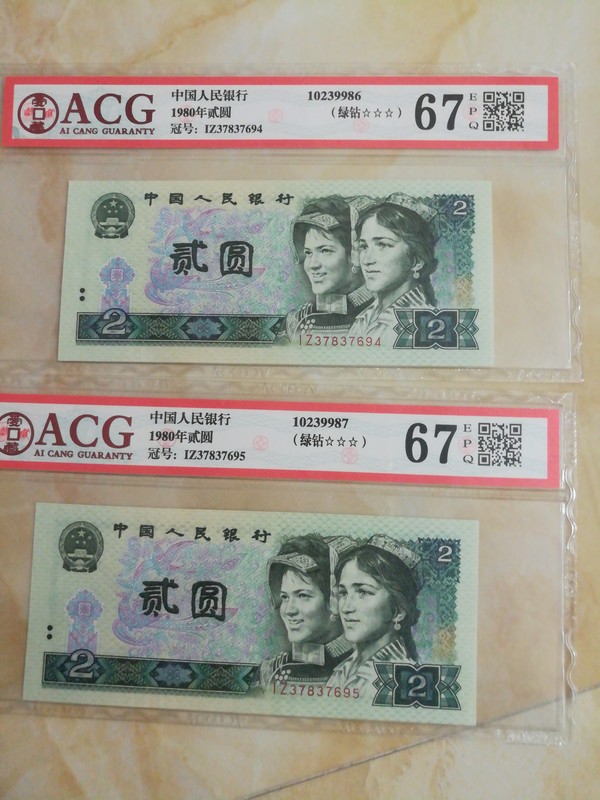 ACG
AI CANG GUARANTY
中国人民银行
1980年贰圆
冠号: IZ37837694
10239986
(绿钻☆☆☆)
67
EPQ
中国人民银行
2
贰圆
2
IZ37837694
2
ACG
AI CANG GUARANTY
中国人民银行
1980年贰圆
冠号: IZ37837695
10239987
(绿钻☆☆☆)
67
EPQ
中国人民银行
2
贰圆
2
IZ37837695
2